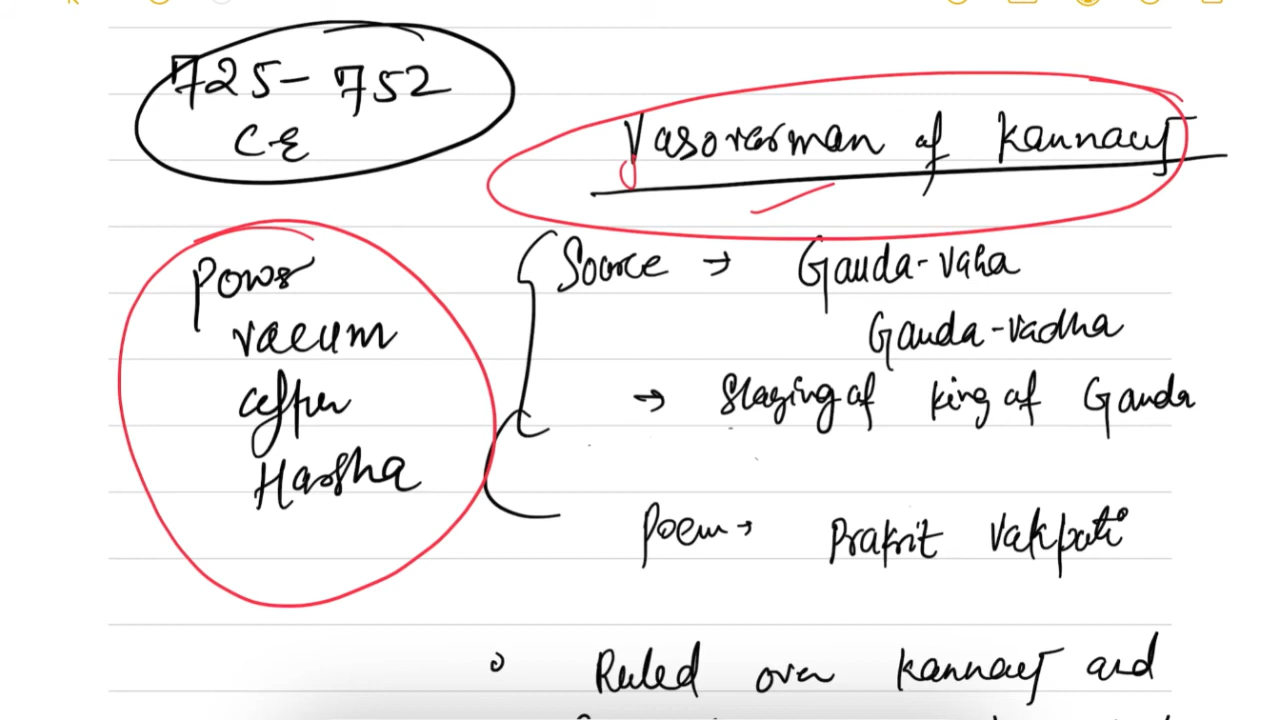 725 - 752
CE
Yasovarman of Kannauj
Power
vaccum
after
Harsha
Source → Gauda-vaha
Gauda-vadha
→ Slaying of king of Gauda
Poem → Prakrit Vakpati
Ruled over Kannauj and